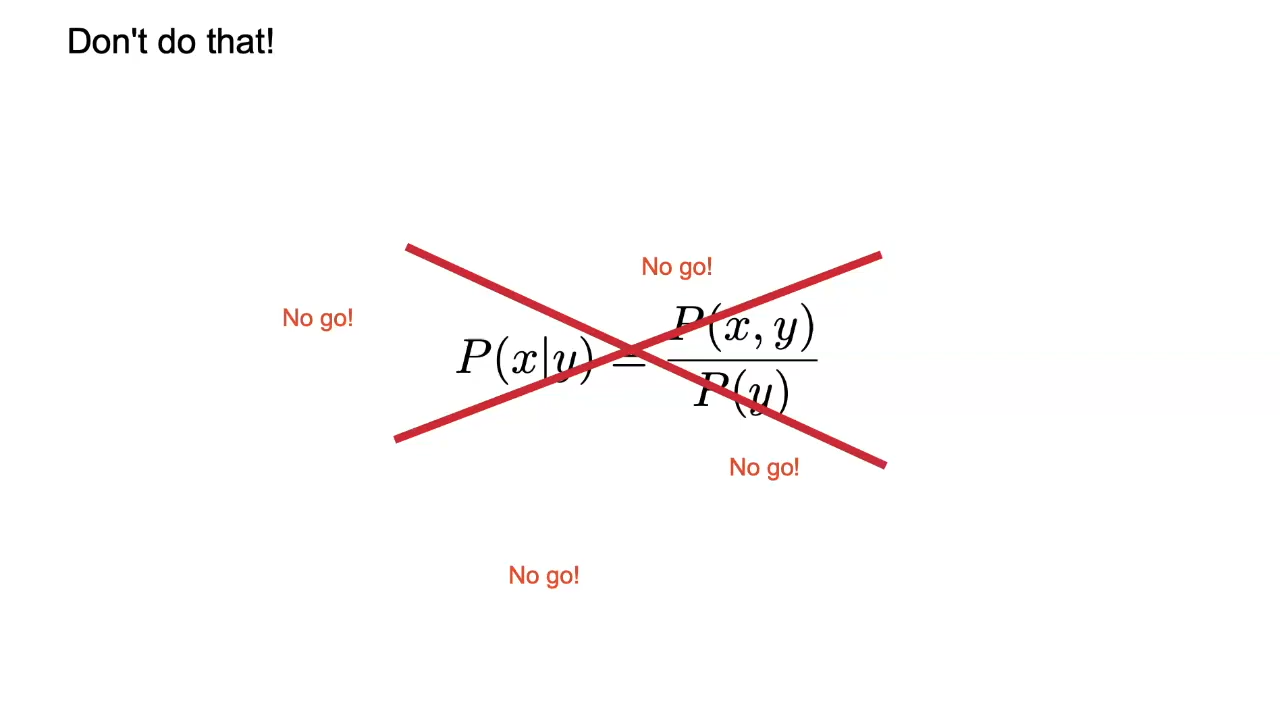 Don't do that!
No go!
No go!
P(x|y) = P(x, y) / P(y)
No go!
No go!